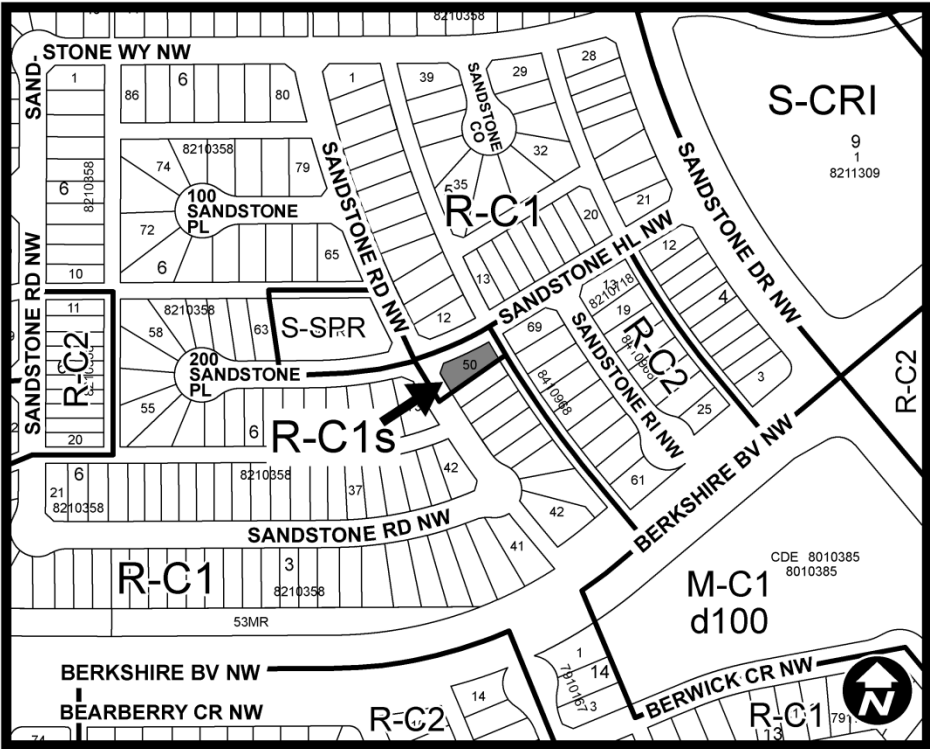 8210358
STONE WY NW
SAND-
1
86
6
80
1
39
SANDSTONE
CO
29
28
S-CRI
9
1
8211309
6
8210358
10
74
8210358
79
100
SANDSTONE
PL
72
6
65
SANDSTONE RD NW
35
R-C1
32
20
21
13
12
SANDSTONE HL NW
SANDSTONE DR NW
12
4
3
SANDSTONE RD NW
11
R-C2
20
8210358
58
63
S-SPR
200
SANDSTONE
PL
55
6
50
R-C1s
69
8410968
SANDSTONE RI NW
8210718
19
R-C2
25
61
R-C2
BERKSHIRE BV NW
6
21
8210358
8210358
37
42
42
41
SANDSTONE RD NW
R-C1
3
8210358
53MR
CDE 8010385
8010385
M-C1
d100
BERKSHIRE BV NW
BEARBERRY CR NW
R-C2
14
1
14
7910167
3
BERWICK CR NW
R-C1
13
N